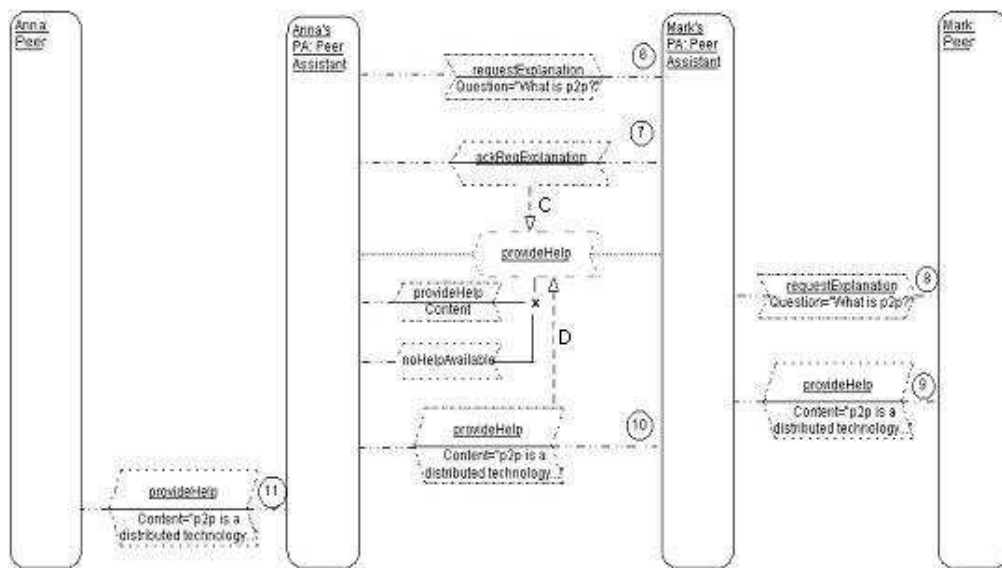 Anna:
Peer
Anna's
PA: Peer
Assistant
Mark's
PA: Peer
Assistant
Mark:
Peer
6
requestExplanation
Question="What is p2p?"
7
ackReqExplanation
C
provideHelp
provideHelp
Content
x
noHelpAvailable
D
8
requestExplanation
Question="What is p2p?"
9
provideHelp
Content="p2p is a
distributed technology...
10
provideHelp
Content="p2p is a
distributed technology...
11
provideHelp
Content="p2p is a
distributed technology...